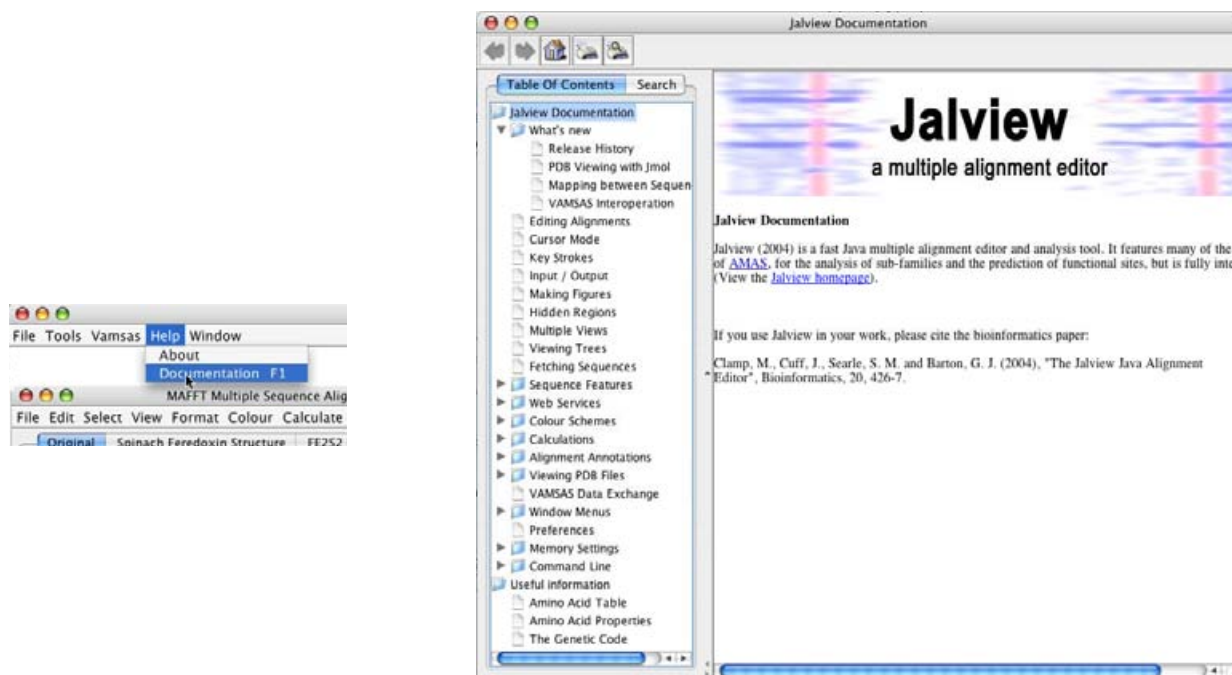 File Tools Vamsas Help Window
About
Documentation F1
MAFFT Multiple Sequence Alig
File Edit Select View Format Colour Calculate
Original Spinach Feredoxin Structure FE2S2
Jalview Documentation
Table Of Contents Search
Jalview Documentation
What's new
Release History
PDB Viewing with Jmol
Mapping between Sequen
VAMSAS Interoperation
Editing Alignments
Cursor Mode
Key Strokes
Input / Output
Making Figures
Hidden Regions
Multiple Views
Viewing Trees
Fetching Sequences
Sequence Features
Web Services
Colour Schemes
Calculations
Alignment Annotations
Viewing PDB Files
VAMSAS Data Exchange
Window Menus
Preferences
Memory Settings
Command Line
Useful information
Amino Acid Table
Amino Acid Properties
The Genetic Code
Jalview
a multiple alignment editor
Jalview Documentation
Jalview (2004) is a fast Java multiple alignment editor and analysis tool. It features many of the
of AMAS, for the analysis of sub-families and the prediction of functional sites, but is fully inte
(View the Jalview homepage).
If you use Jalview in your work, please cite the bioinformatics paper:
Clamp, M., Cuff, J., Searle, S. M. and Barton, G. J. (2004), "The Jalview Java Alignment
Editor", Bioinformatics, 20, 426-7.